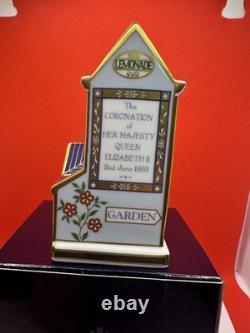 LEMONADE
The
CORONATION
of
HER MAJESTY
QUEEN
ELIZABETH II
2nd June 1953
GARDEN